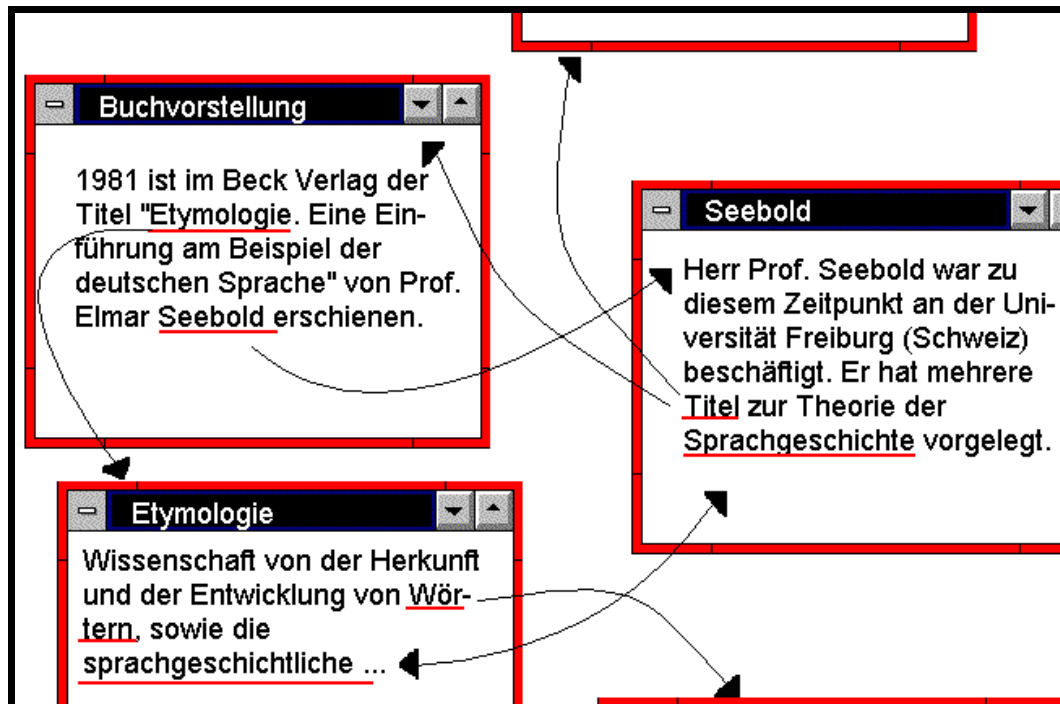 Buchvorstellung
1981 ist im Beck Verlag der
Titel "Etymologie. Eine Ein-
führung am Beispiel der
deutschen Sprache" von Prof.
Elmar Seebold erschienen.
Seebold
Herr Prof. Seebold war zu
diesem Zeitpunkt an der Uni-
versität Freiburg (Schweiz)
beschäftigt. Er hat mehrere
Titel zur Theorie der
Sprachgeschichte vorgelegt.
Etymologie
Wissenschaft von der Herkunft
und der Entwicklung von Wör-
tern, sowie die
sprachgeschichtliche ...